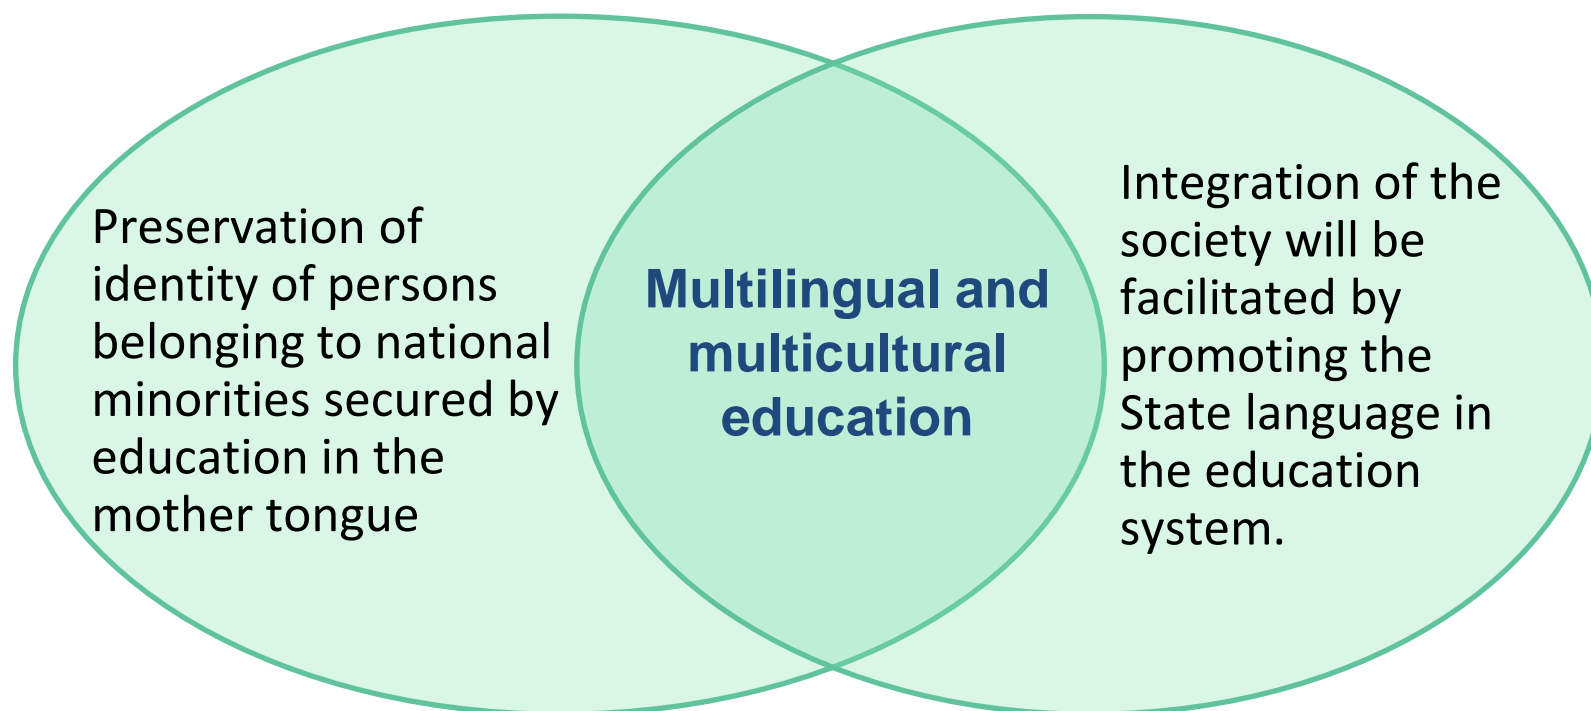 Preservation of
identity of persons
belonging to national
minorities secured by
education in the
mother tongue
Multilingual and
multicultural
education
Integration of the
society will be
facilitated by
promoting the
State language in
the education
system.